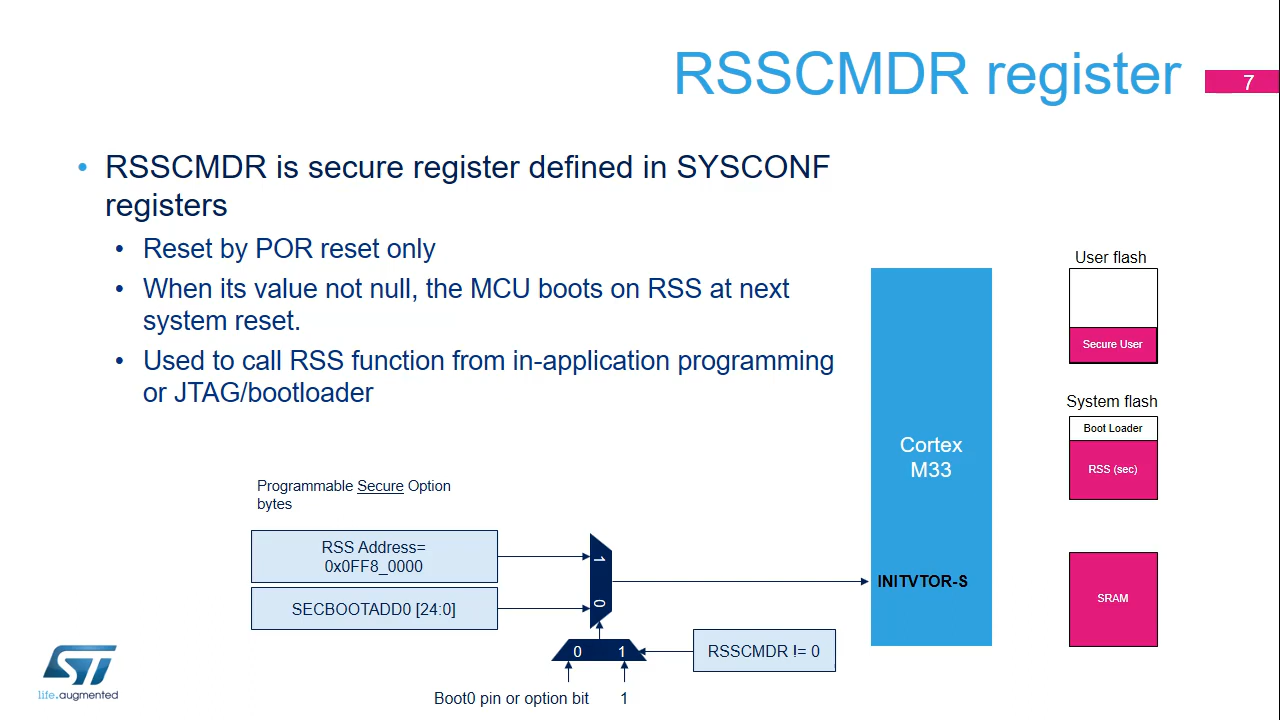 RSSCMDR register
7
• RSSCMDR is secure register defined in SYSCONF
registers
• Reset by POR reset only
• When its value not null, the MCU boots on RSS at next
system reset.
• Used to call RSS function from in-application programming
or JTAG/bootloader
User flash
Secure User
System flash
Boot Loader
RSS (sec)
SRAM
Cortex
M33
INITVTOR-S
Programmable Secure Option
bytes
RSS Address=
0x0FF8_0000
SECBOOTADD0 [24:0]
1
0
0 1
RSSCMDR != 0
Boot0 pin or option bit
1
ST
life.augmented